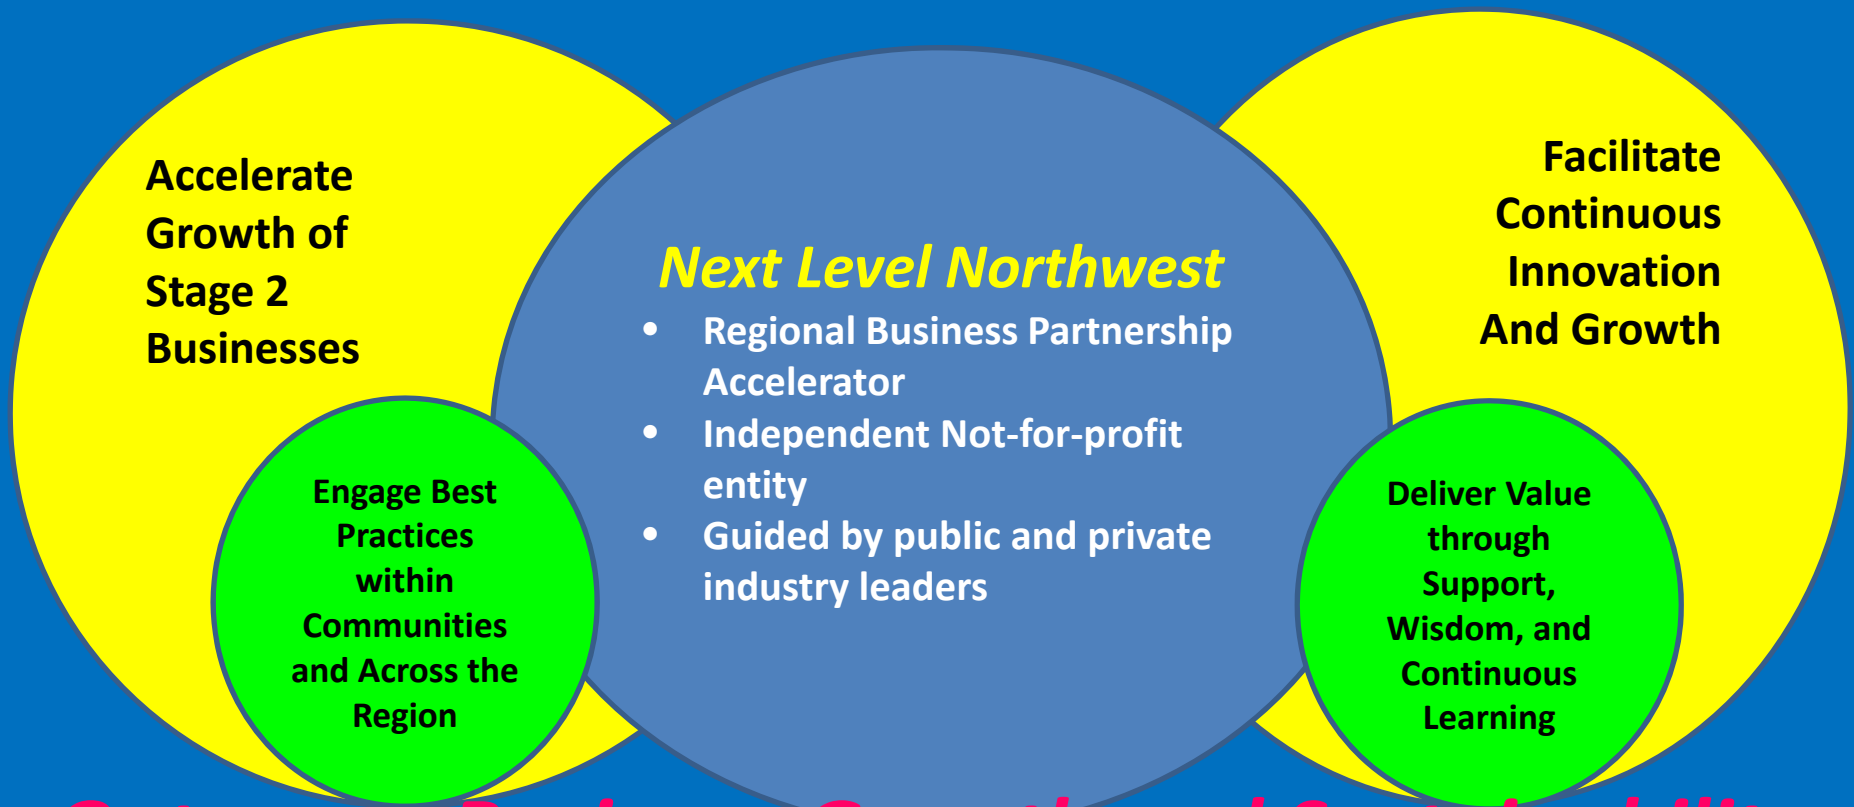 Accelerate
Growth of
Stage 2
Businesses
Engage Best
Practices
within
Communities
and Across the
Region
Next Level Northwest
• Regional Business Partnership
Accelerator
• Independent Not-for-profit
entity
• Guided by public and private
industry leaders
Facilitate
Continuous
Innovation
And Growth
Deliver Value
through
Support,
Wisdom, and
Continuous
Learning